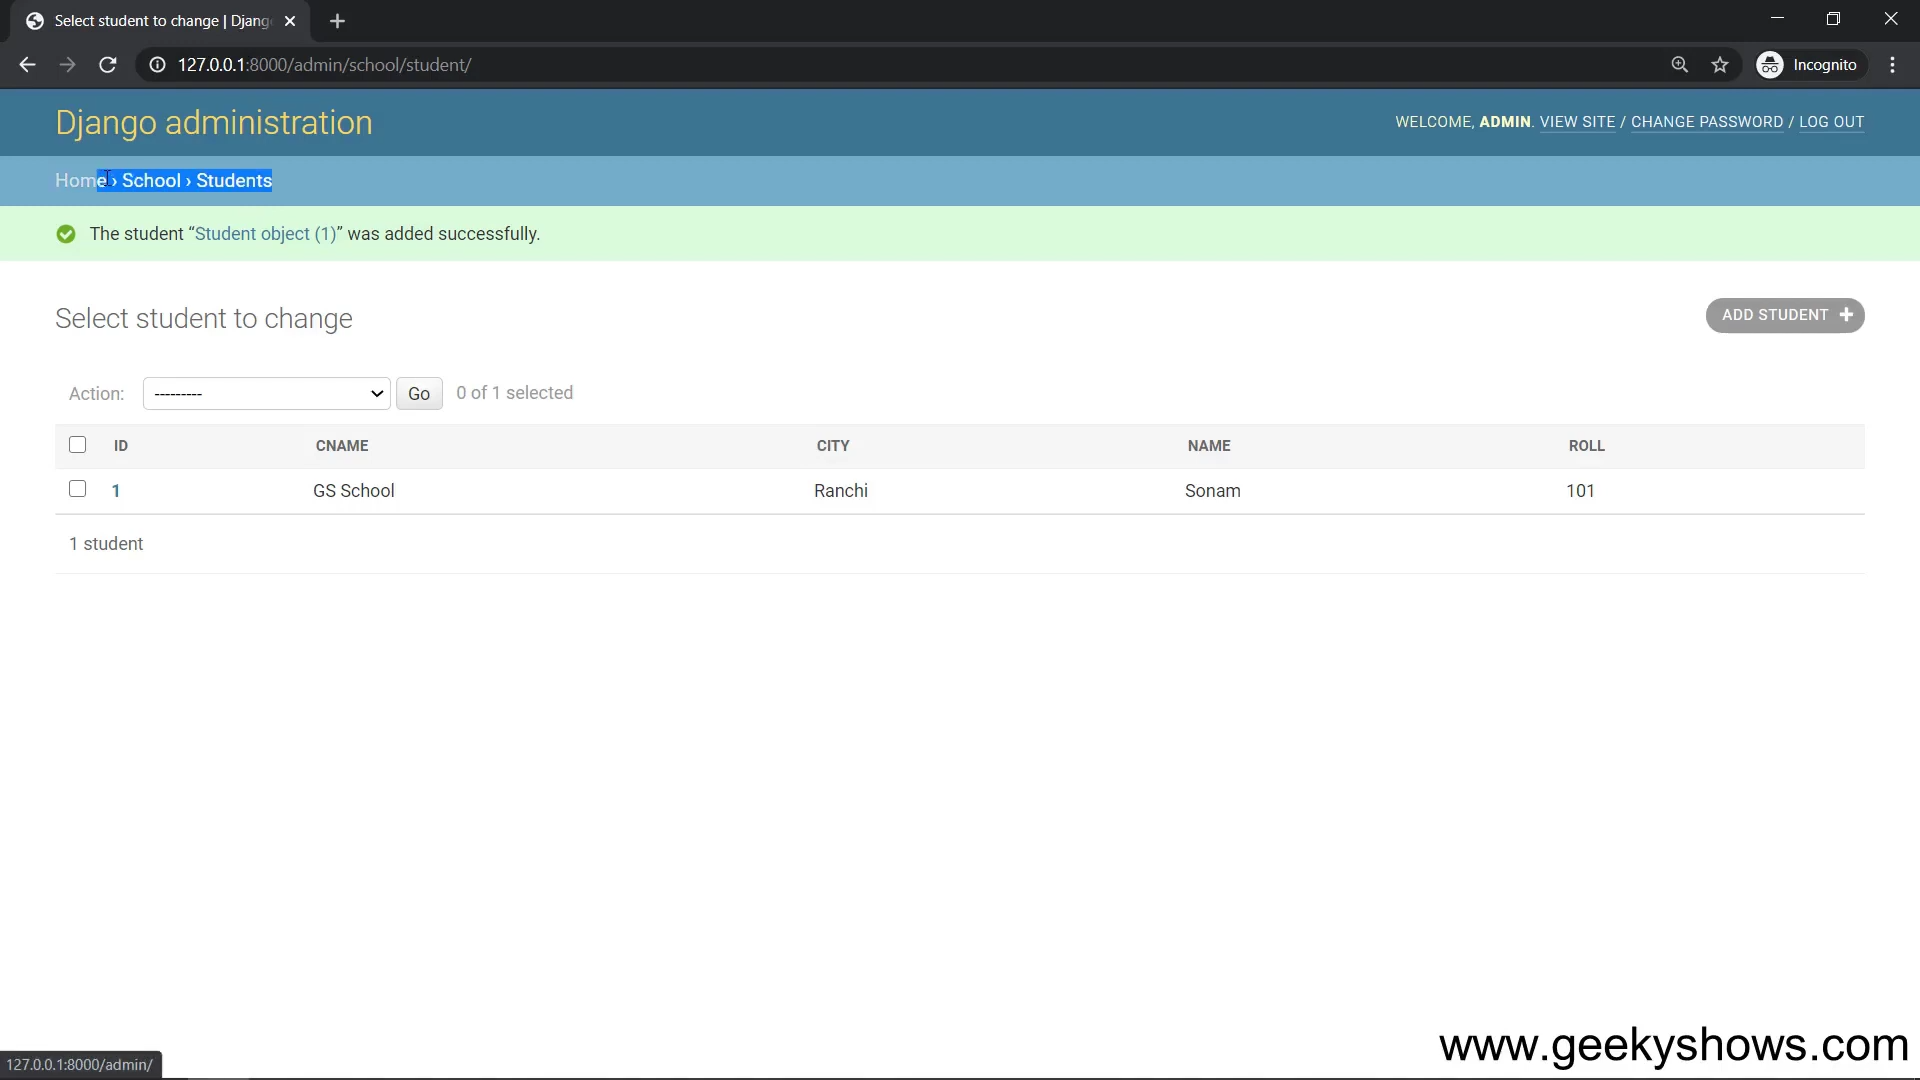 Select student to change | Djang
127.0.0.1:8000/admin/school/student/
Incognito
Django administration
WELCOME, ADMIN. VIEW SITE / CHANGE PASSWORD / LOG OUT
Home › School › Students
The student “Student object (1)” was added successfully.
Select student to change
ADD STUDENT
Action: --------- Go 0 of 1 selected
ID CNAME CITY NAME ROLL
1 GS School Ranchi Sonam 101
1 student
www.geekyshows.com
127.0.0.1:8000/admin/